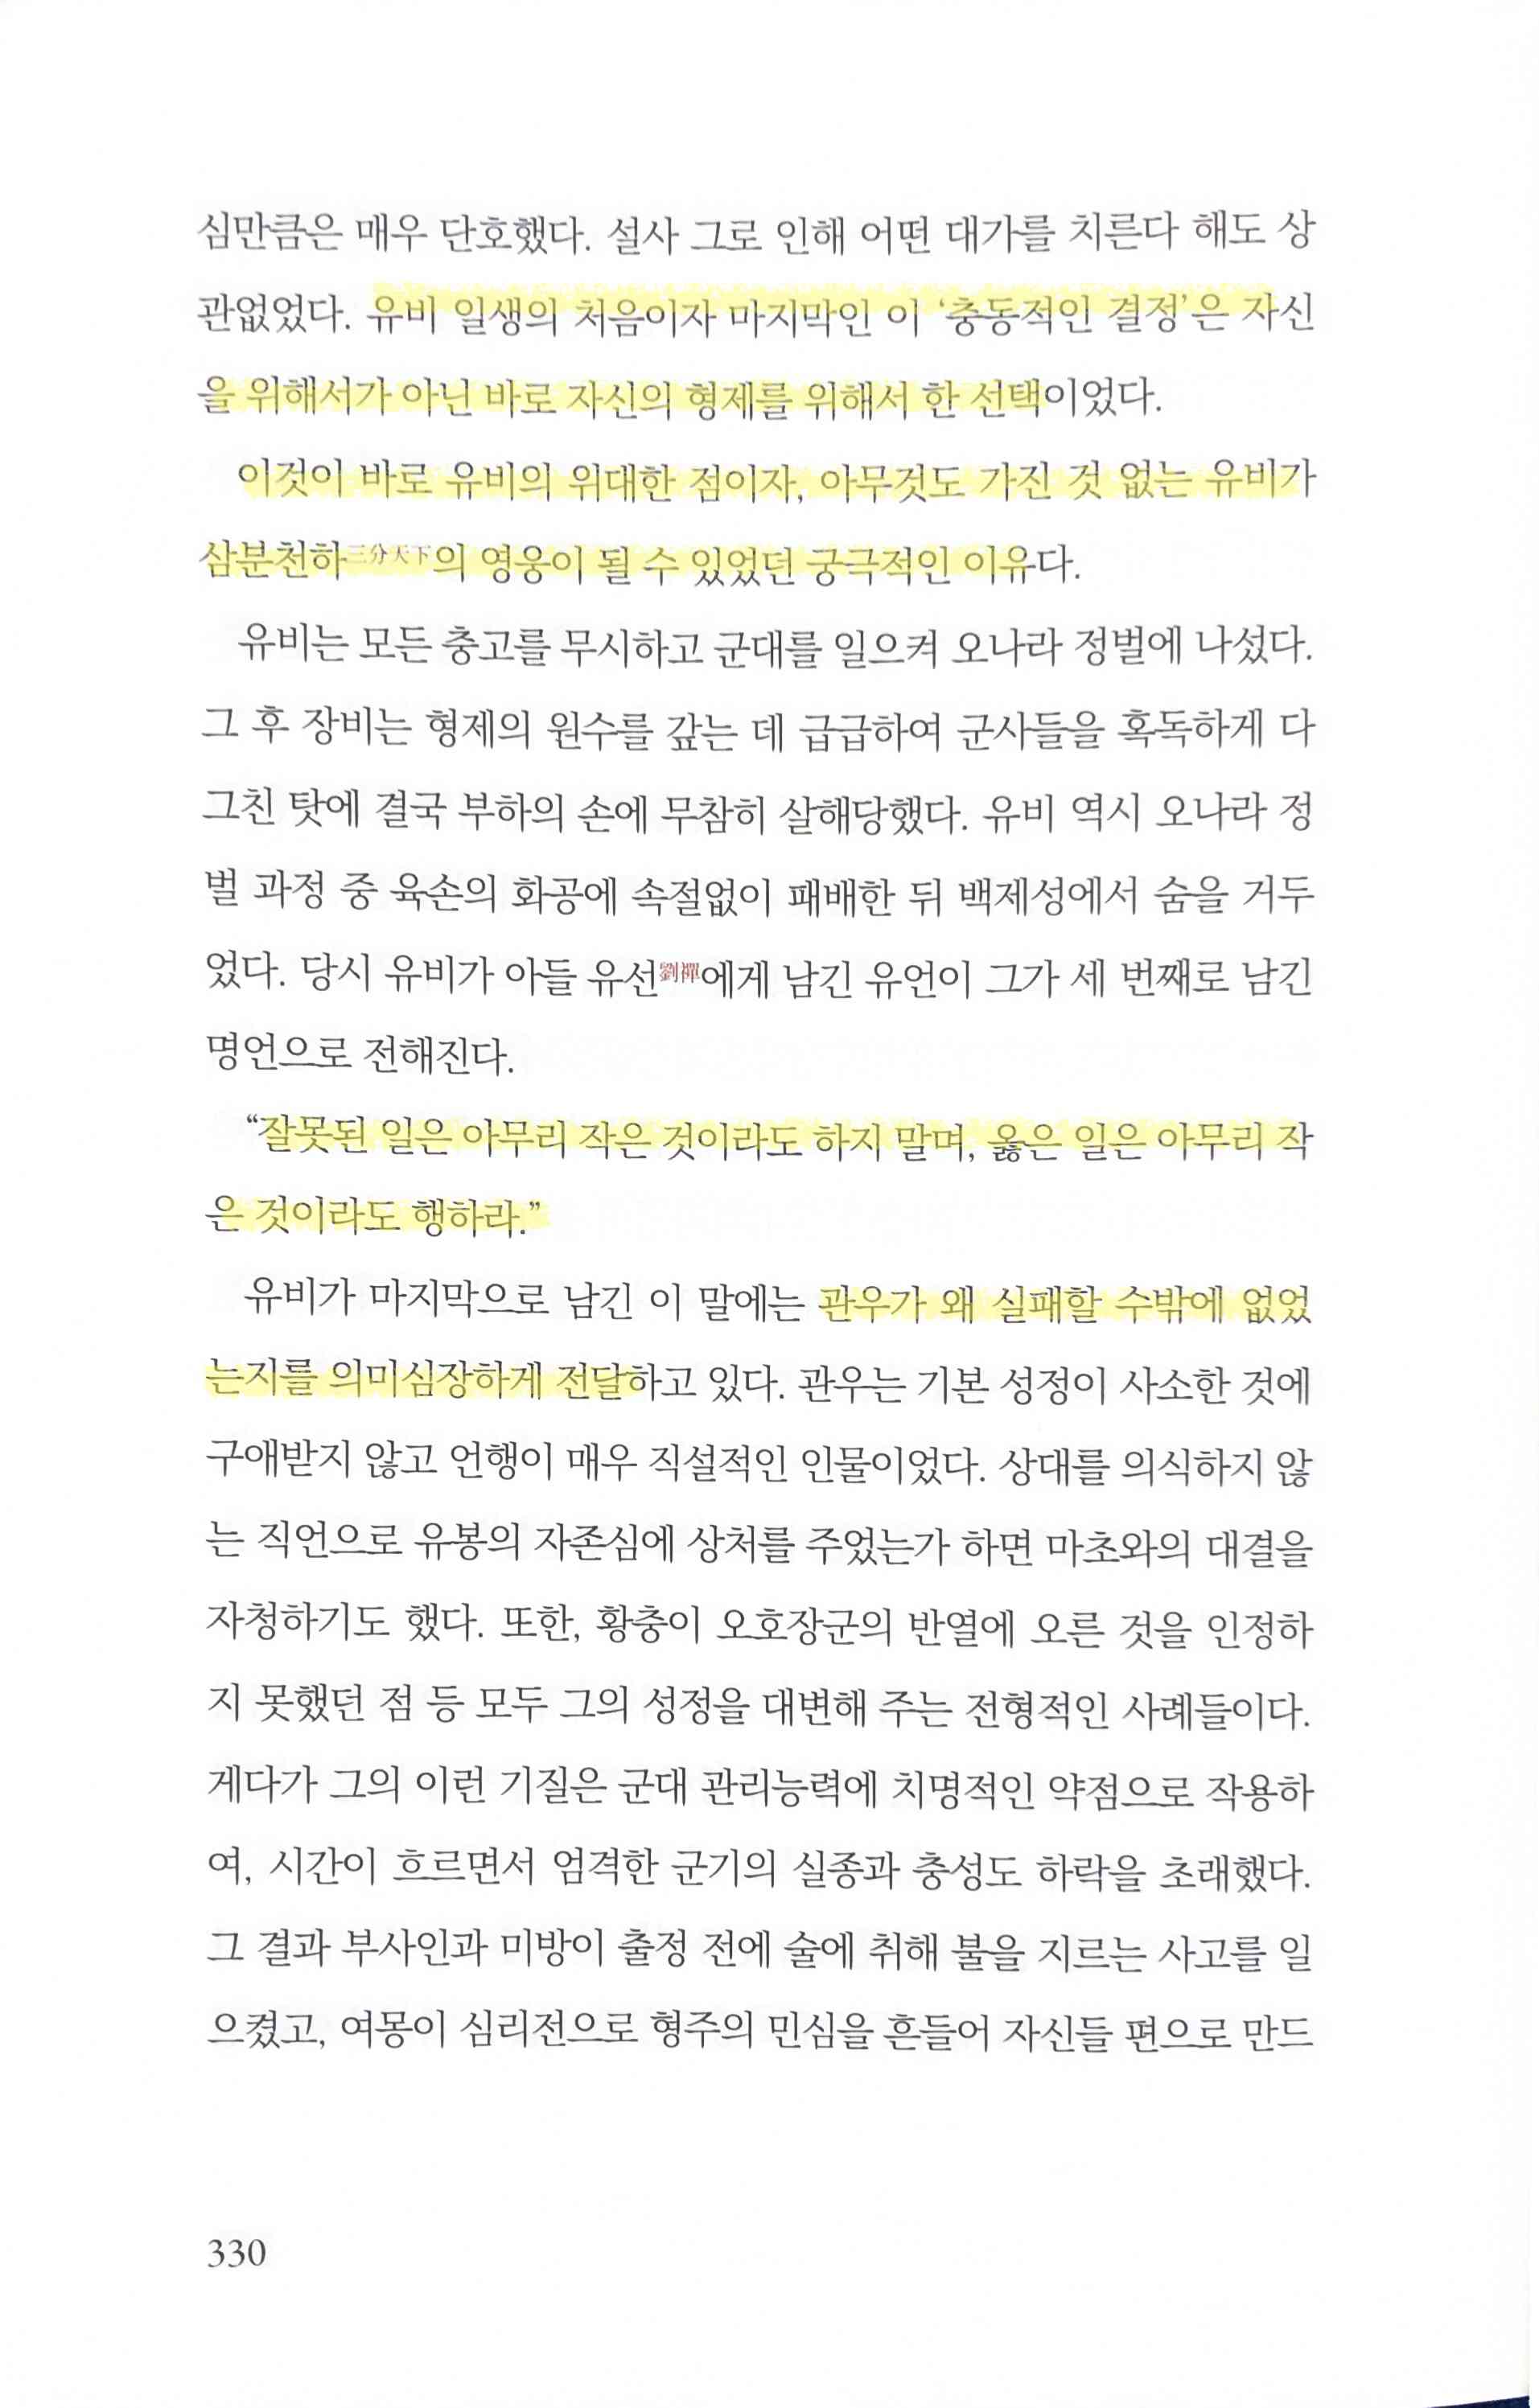 심만큼은 매우 단호했다. 설사 그로 인해 어떤 대가를 치른다 해도 상
관없었다. 유비 일생의 처음이자 마지막인 이 ‘충동적인 결정’은 자신
을 위해서가 아닌 바로 자신의 형제를 위해서 한 선택이었다.
이것이 바로 유비의 위대한 점이자, 아무것도 가진 것 없는 유비가
삼분천하三分天下의 영웅이 될 수 있었던 궁극적인 이유다.
유비는 모든 충고를 무시하고 군대를 일으켜 오나라 정벌에 나섰다.
그 후 장비는 형제의 원수를 갚는 데 급급하여 군사들을 혹독하게 다
그친 탓에 결국 부하의 손에 무참히 살해당했다. 유비 역시 오나라 정
벌 과정 중 육손의 화공에 속절없이 패배한 뒤 백제성에서 숨을 거두
었다. 당시 유비가 아들 유선劉禪에게 남긴 유언이 그가 세 번째로 남긴
명언으로 전해진다.
“잘못된 일은 아무리 작은 것이라도 하지 말며, 옳은 일은 아무리 작
은 것이라도 행하라.”
유비가 마지막으로 남긴 이 말에는 관우가 왜 실패할 수밖에 없었
는지를 의미심장하게 전달하고 있다. 관우는 기본 성정이 사소한 것에
구애받지 않고 언행이 매우 직설적인 인물이었다. 상대를 의식하지 않
는 직언으로 유봉의 자존심에 상처를 주었는가 하면 마초와의 대결을
자청하기도 했다. 또한, 황충이 오호장군의 반열에 오른 것을 인정하
지 못했던 점 등 모두 그의 성정을 대변해 주는 전형적인 사례들이다.
게다가 그의 이런 기질은 군대 관리능력에 치명적인 약점으로 작용하
여, 시간이 흐르면서 엄격한 군기의 실종과 충성도 하락을 초래했다.
그 결과 부사인과 미방이 출정 전에 술에 취해 불을 지르는 사고를 일
으켰고, 여몽이 심리전으로 형주의 민심을 흔들어 자신들 편으로 만드
330